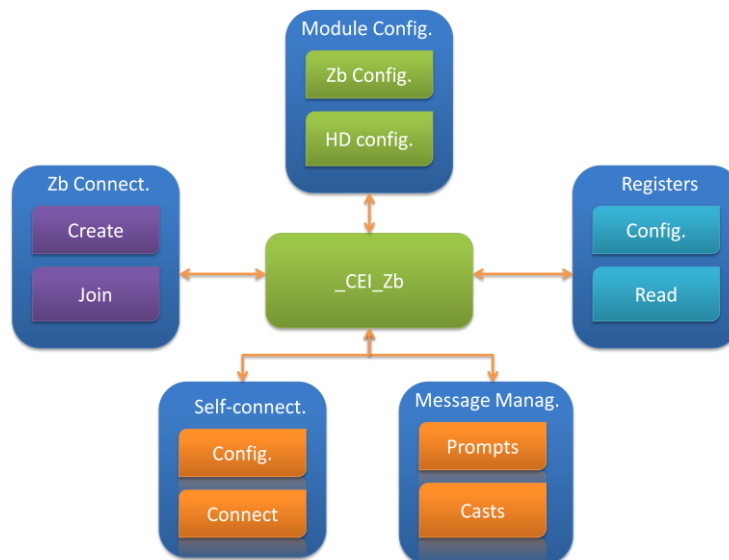 Module Config.
Zb Config.
HD config.
Zb Connect.
Create
Join
_CEI_Zb
Registers
Config.
Read
Self-connect.
Config.
Connect
Message Manag.
Prompts
Casts